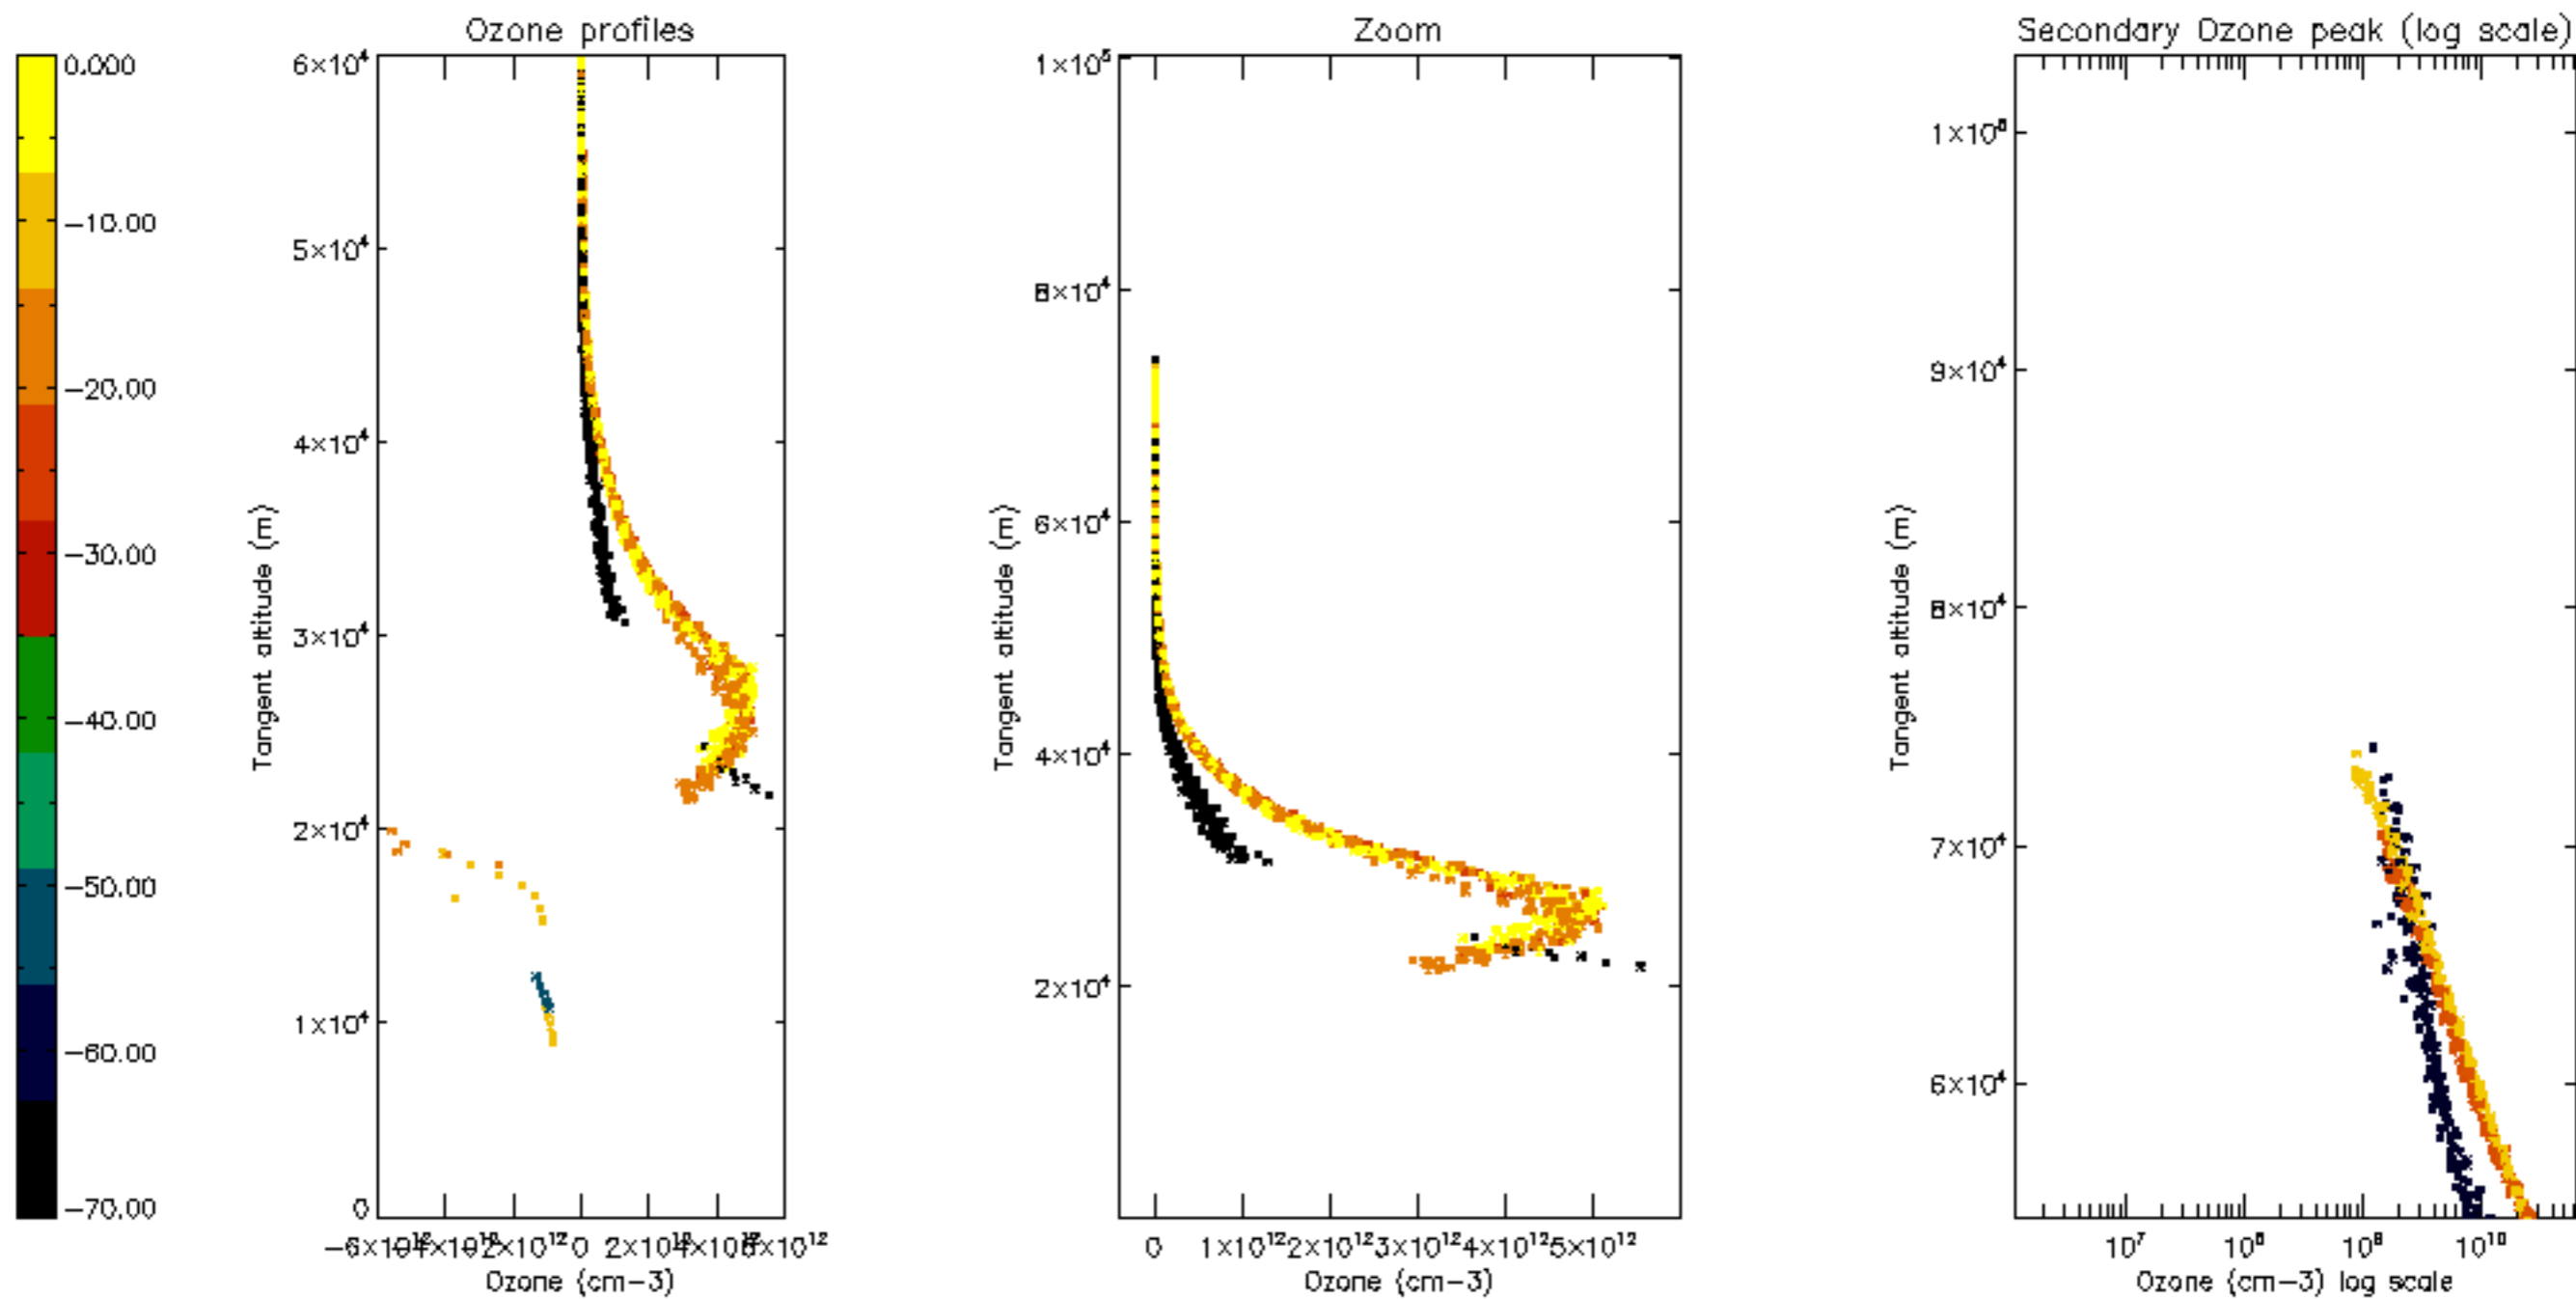 Ozone profiles
Zoom
Secondary Ozone peak (log scale)
0.000
-10.00
-20.00
-30.00
-40.00
-50.00
-60.00
-70.00
6×10⁴
5×10⁴
4×10⁴
3×10⁴
2×10⁴
1×10⁴
0
Tangent altitude (m)
0 2×10¹²
Ozone (cm-3)
1×10⁵
8×10⁴
6×10⁴
4×10⁴
2×10⁴
Tangent altitude (m)
0 1×10¹² 2×10¹² 3×10¹² 4×10¹² 5×10¹²
Ozone (cm-3)
9×10⁴
8×10⁴
7×10⁴
6×10⁴
Tangent altitude (m)
10⁷ 10⁸ 10⁹ 10¹⁰
Ozone (cm-3) log scale